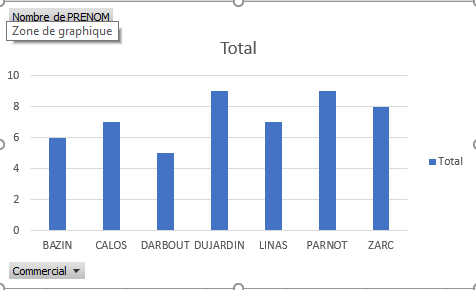 Nombre de PRENOM
Zone de graphique
Total
10
8
6
4
2
0
BAZIN CALOS DARBOUT DUJARDIN LINAS PARNOT ZARC
Total
Commercial